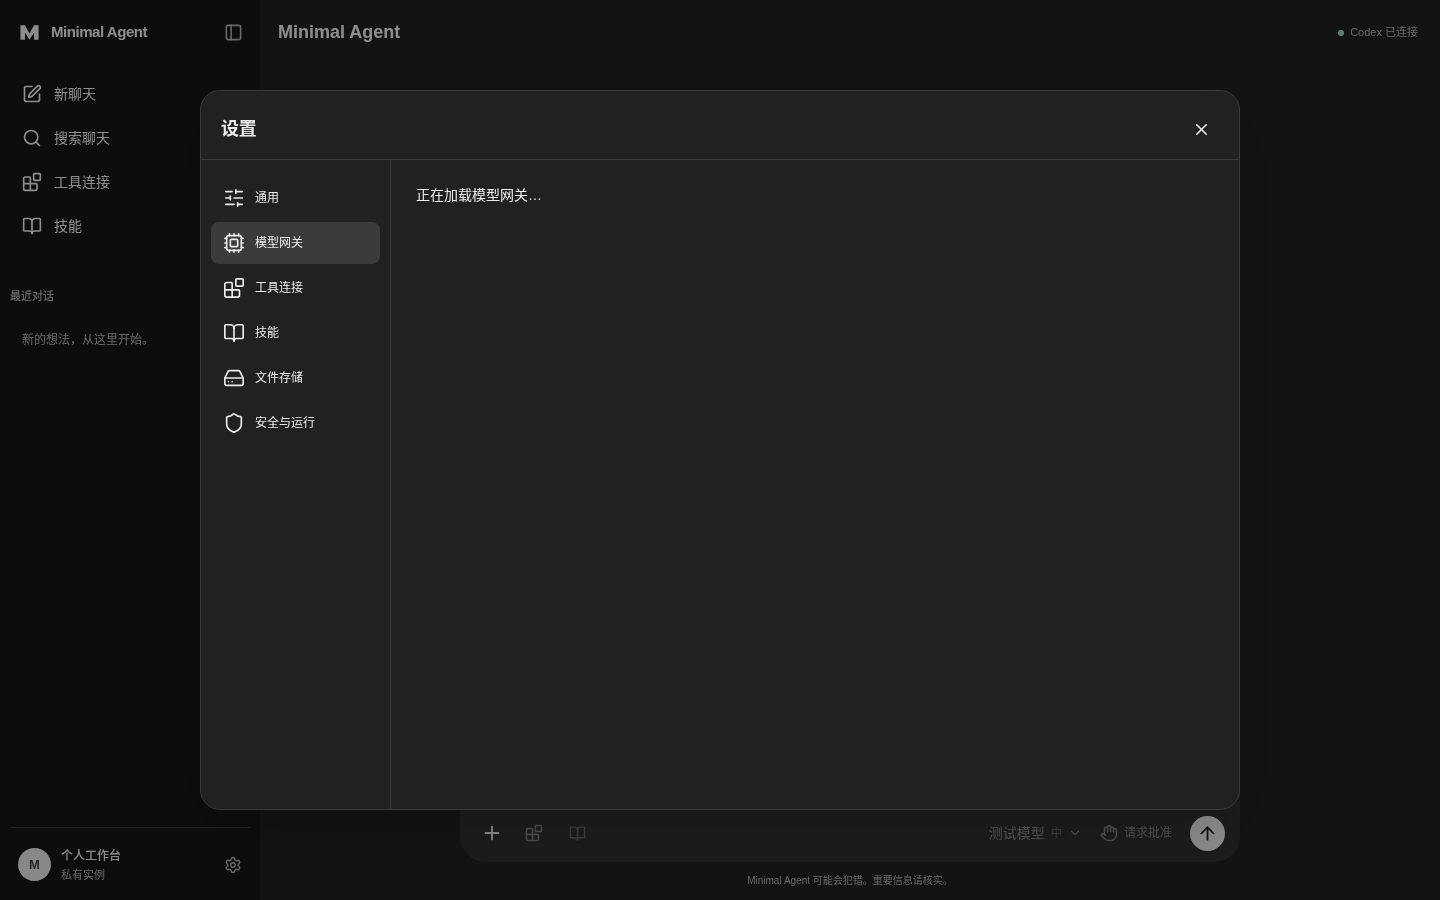 Minimal Agent
Minimal Agent
Codex 已连接
新聊天
搜索聊天
工具连接
技能
最近对话
新的想法，从这里开始。
M
个人工作台
私有实例
设置
通用
模型网关
工具连接
技能
文件存储
安全与运行
正在加载模型网关…
测试模型 中
请求批准
Minimal Agent 可能会犯错。重要信息请核实。